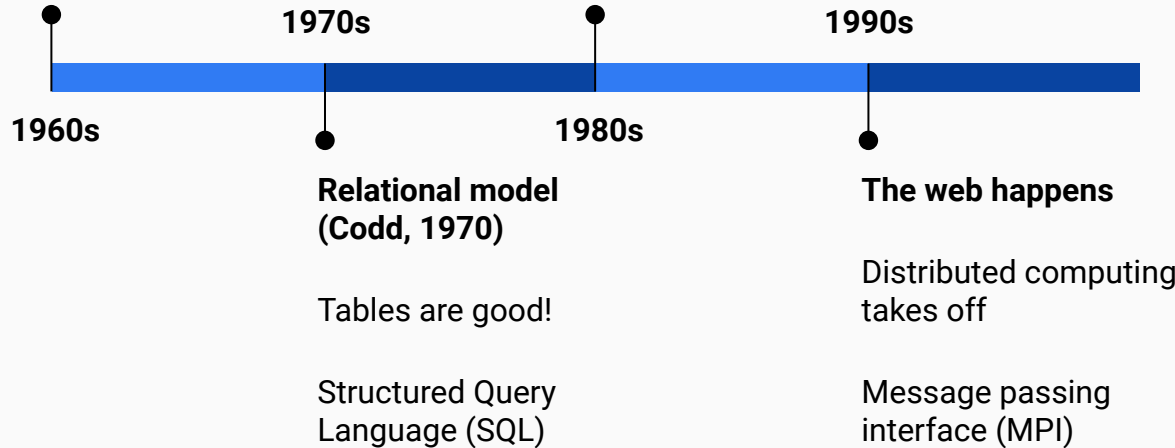 1970s
1990s
1960s
1980s
Relational model
(Codd, 1970)
Tables are good!
Structured Query
Language (SQL)
The web happens
Distributed computing
takes off
Message passing
interface (MPI)